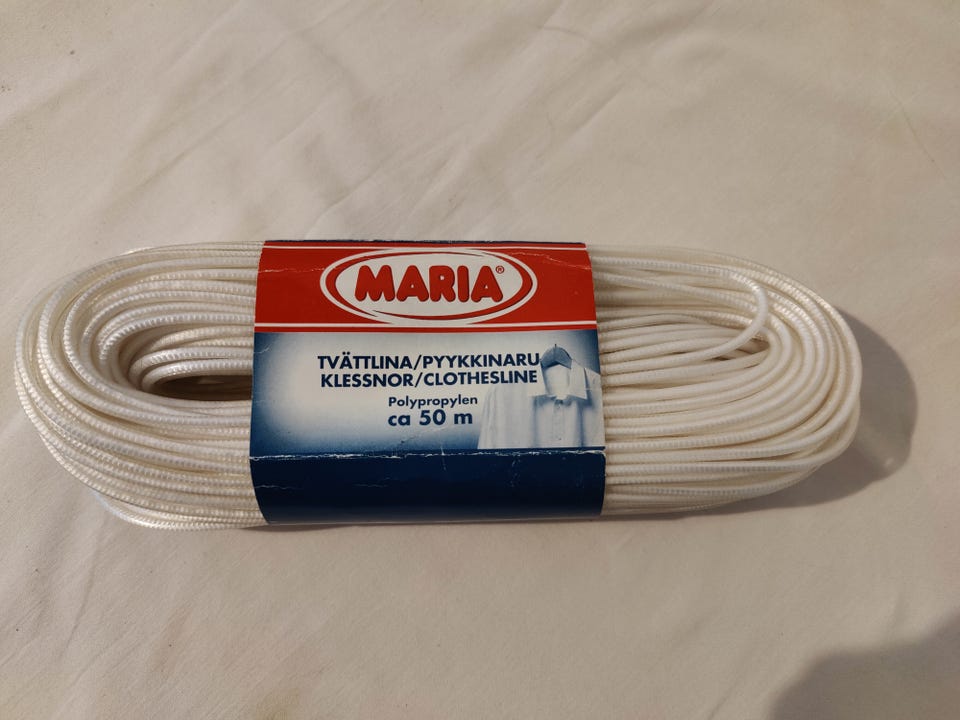 MARIA®
TVÄTTLINA/PYYKKINARU
KLESSNOR/CLOTHESLINE
Polypropylen
ca 50 m